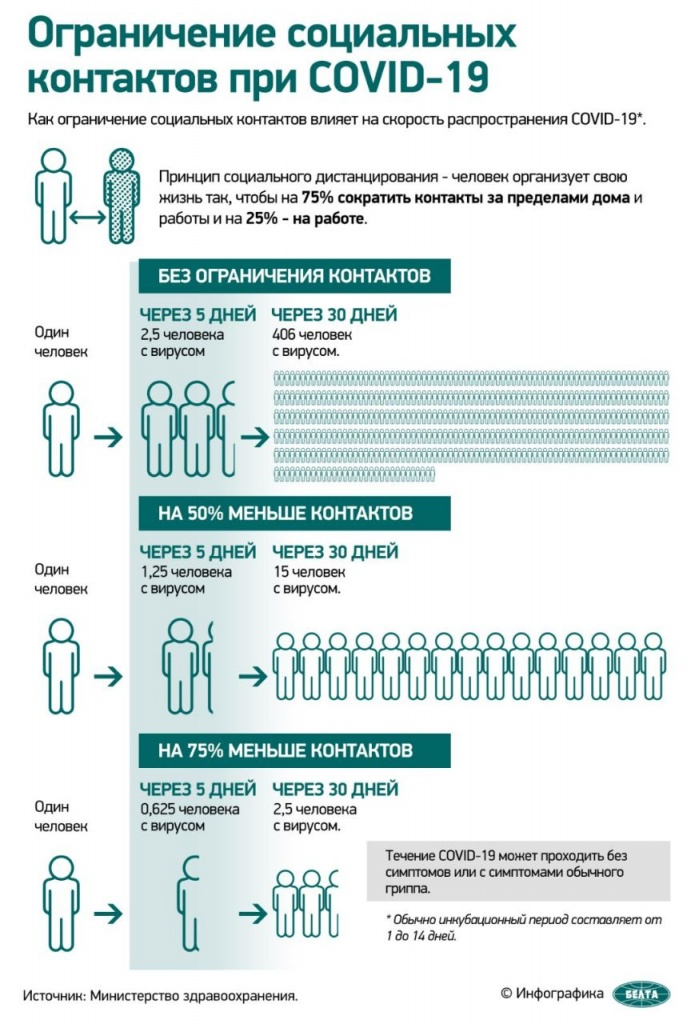 Ограничение социальных
контактов при COVID-19
Как ограничение социальных контактов влияет на скорость распространения COVID-19*.
Принцип социального дистанцирования - человек организует свою
жизнь так, чтобы на 75% сократить контакты за пределами дома и
работы и на 25% - на работе.
БЕЗ ОГРАНИЧЕНИЯ КОНТАКТОВ
Один
человек
ЧЕРЕЗ 5 ДНЕЙ
2,5 человека
с вирусом
ЧЕРЕЗ 30 ДНЕЙ
406 человек
с вирусом.
НА 50% МЕНЬШЕ КОНТАКТОВ
Один
человек
ЧЕРЕЗ 5 ДНЕЙ
1,25 человека
с вирусом
ЧЕРЕЗ 30 ДНЕЙ
15 человек
с вирусом.
НА 75% МЕНЬШЕ КОНТАКТОВ
Один
человек
ЧЕРЕЗ 5 ДНЕЙ
0,625 человека
с вирусом
ЧЕРЕЗ 30 ДНЕЙ
2,5 человека
с вирусом.
Течение COVID-19 может проходить без
симптомов или с симптомами обычного
гриппа.
* Обычно инкубационный период составляет от
1 до 14 дней.
Источник: Министерство здравоохранения.
© Инфографика
БЕЛТА